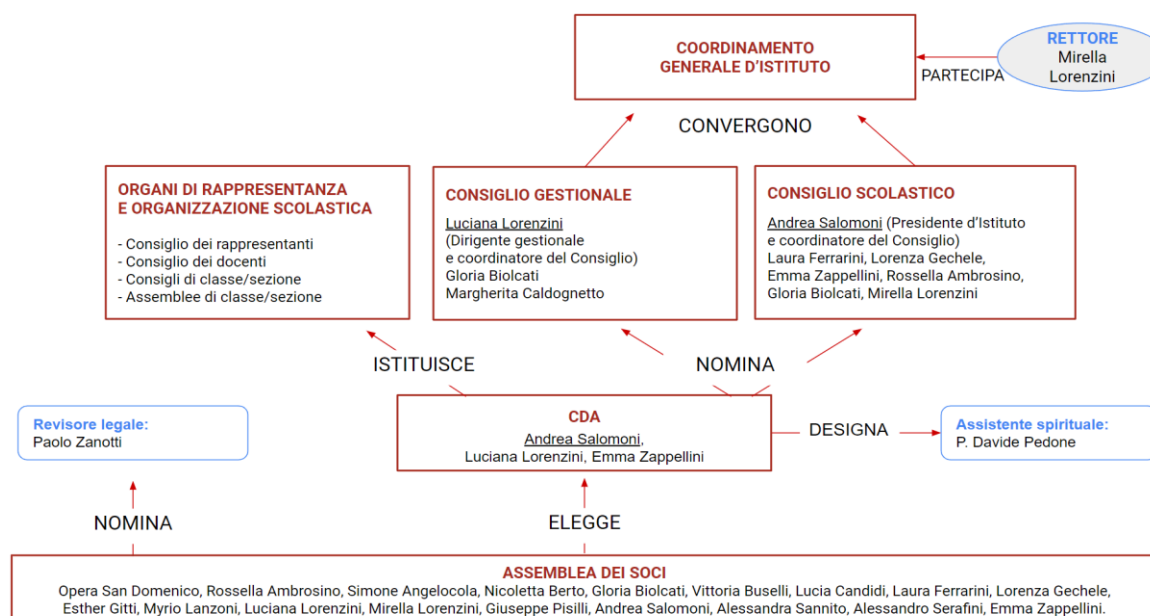 COORDINAMENTO
GENERALE D'ISTITUTO
RETTORE
Mirella
Lorenzini
PARTECIPA
CONVERGONO
ORGANI DI RAPPRESENTANZA
E ORGANIZZAZIONE SCOLASTICA
- Consiglio dei rappresentanti
- Consiglio dei docenti
- Consigli di classe/sezione
- Assemblee di classe/sezione
CONSIGLIO GESTIONALE
Luciana Lorenzini
(Dirigente gestionale
e coordinatore del Consiglio)
Gloria Biolcati
Margherita Caldognetto
CONSIGLIO SCOLASTICO
Andrea Salomoni (Presidente d'Istituto
e coordinatore del Consiglio)
Laura Ferrarini, Lorenza Gechele,
Emma Zappellini, Rossella Ambrosino,
Gloria Biolcati, Mirella Lorenzini
ISTITUISCE
NOMINA
Revisore legale:
Paolo Zanotti
CDA
Andrea Salomoni,
Luciana Lorenzini, Emma Zappellini
DESIGNA
Assistente spirituale:
P. Davide Pedone
NOMINA
ELEGGE
ASSEMBLEA DEI SOCI
Opera San Domenico, Rossella Ambrosino, Simone Angelocola, Nicoletta Berto, Gloria Biolcati, Vittoria Buselli, Lucia Candidi, Laura Ferrarini, Lorenza Gechele,
Esther Gitti, Myrio Lanzoni, Luciana Lorenzini, Mirella Lorenzini, Giuseppe Pisilli, Andrea Salomoni, Alessandra Sannito, Alessandro Serafini, Emma Zappellini.